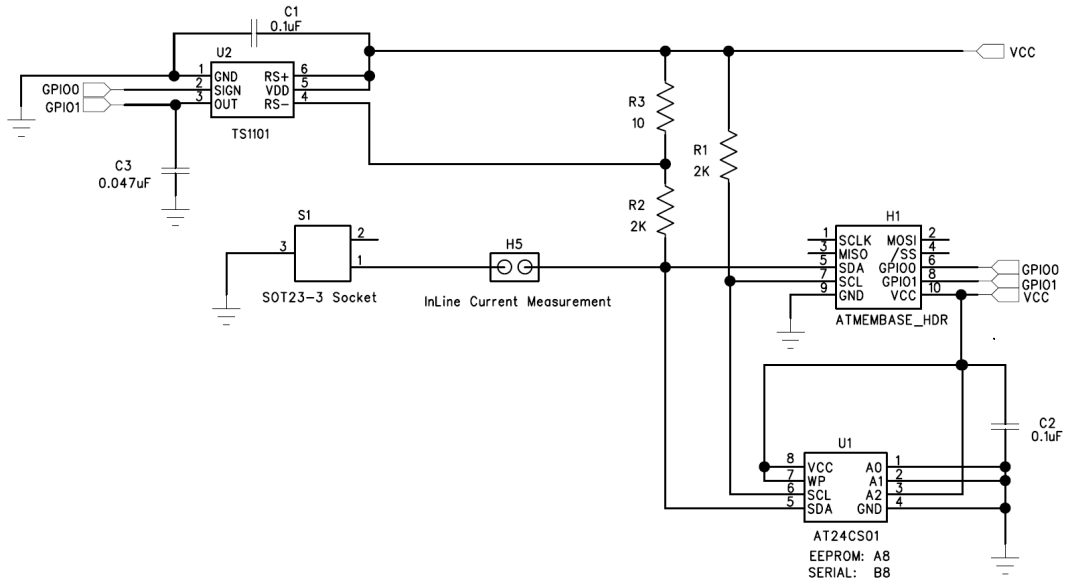 C1
0.1uF
U2
VCC
1 GND RS+ 6
2 SIGN VDD 5
3 OUT RS- 4
GPIO0
GPIO1
TS1101
R3
10
R1
2K
C3
0.047uF
R2
2K
S1
2
3
1
SOT23-3 Socket
H5
InLine Current Measurement
H1
1 SCLK MOSI 2
3 MISO /SS 4
5 SDA GPIO0 6
7 SCL GPIO1 8
9 GND VCC 10
GPIO0
GPIO1
VCC
ATMEMBASE_HDR
C2
0.1uF
U1
8 VCC A0 1
7 WP A1 2
6 SCL A2 3
5 SDA GND 4
AT24CS01
EEPROM: A8
SERIAL: B8